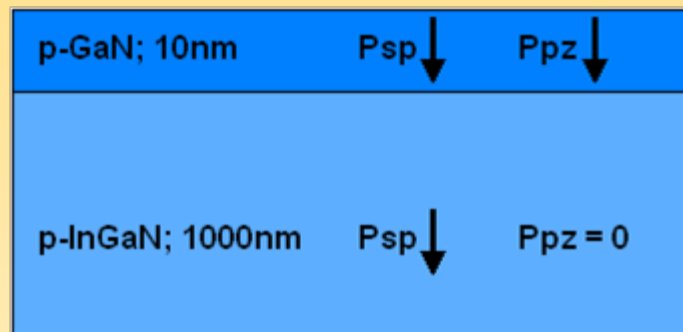 p-GaN; 10nm Psp Ppz
p-InGaN; 1000nm Psp Ppz = 0